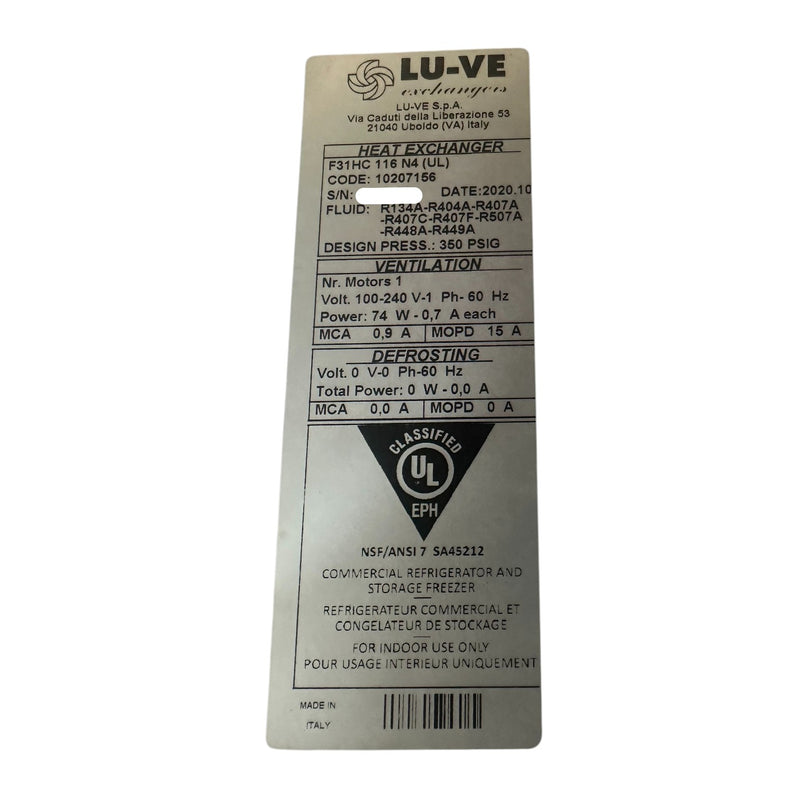 LU-VE
exchangers
LU-VE S.p.A.
Via Caduti della Liberazione 53
21040 Uboldo (VA) Italy
HEAT EXCHANGER
F31HC 116 N4 (UL)
CODE: 10207156
S/N: DATE:2020.10
FLUID: R134A-R404A-R407A
-R407C-R407F-R507A
-R448A-R449A
DESIGN PRESS.: 350 PSIG
VENTILATION
Nr. Motors 1
Volt. 100-240 V-1 Ph- 60 Hz
Power: 74 W - 0,7 A each
MCA 0,9 A MOPD 15 A
DEFROSTING
Volt. 0 V-0 Ph-60 Hz
Total Power: 0 W - 0,0 A
MCA 0,0 A MOPD 0 A
CLASSIFIED
UL
EPH
NSF/ANSI 7 SA45212
COMMERCIAL REFRIGERATOR AND
STORAGE FREEZER
REFRIGERATEUR COMMERCIAL ET
CONGELATEUR DE STOCKAGE
FOR INDOOR USE ONLY
POUR USAGE INTERIEUR UNIQUEMENT
MADE IN
ITALY